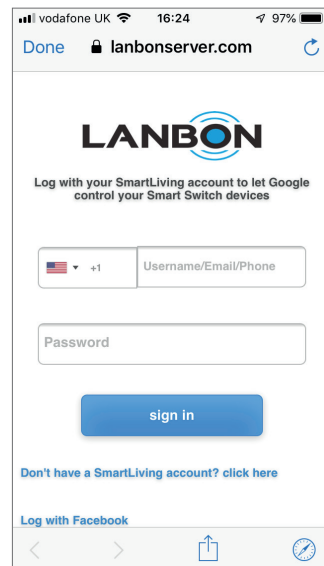 vodafone UK 16:24 97%
Done lanbonserver.com
LANBON
Log with your SmartLiving account to let Google
control your Smart Switch devices
+1 Username/Email/Phone
Password
sign in
Don't have a SmartLiving account? click here
Log with Facebook